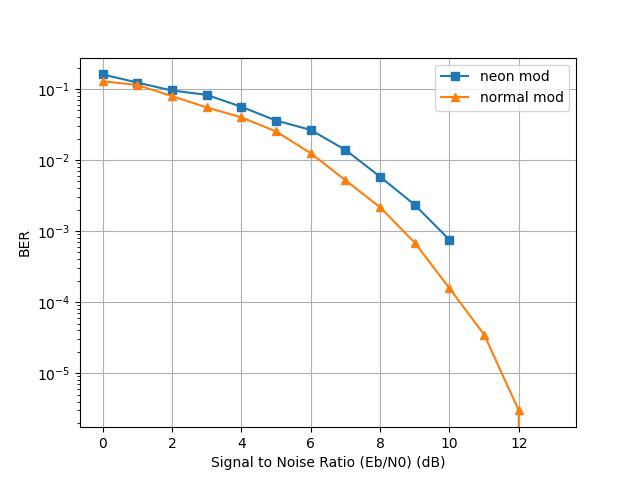 neon mod
normal mod
10⁻¹
10⁻²
10⁻³
10⁻⁴
10⁻⁵
BER
0 2 4 6 8 10 12
Signal to Noise Ratio (Eb/N0) (dB)